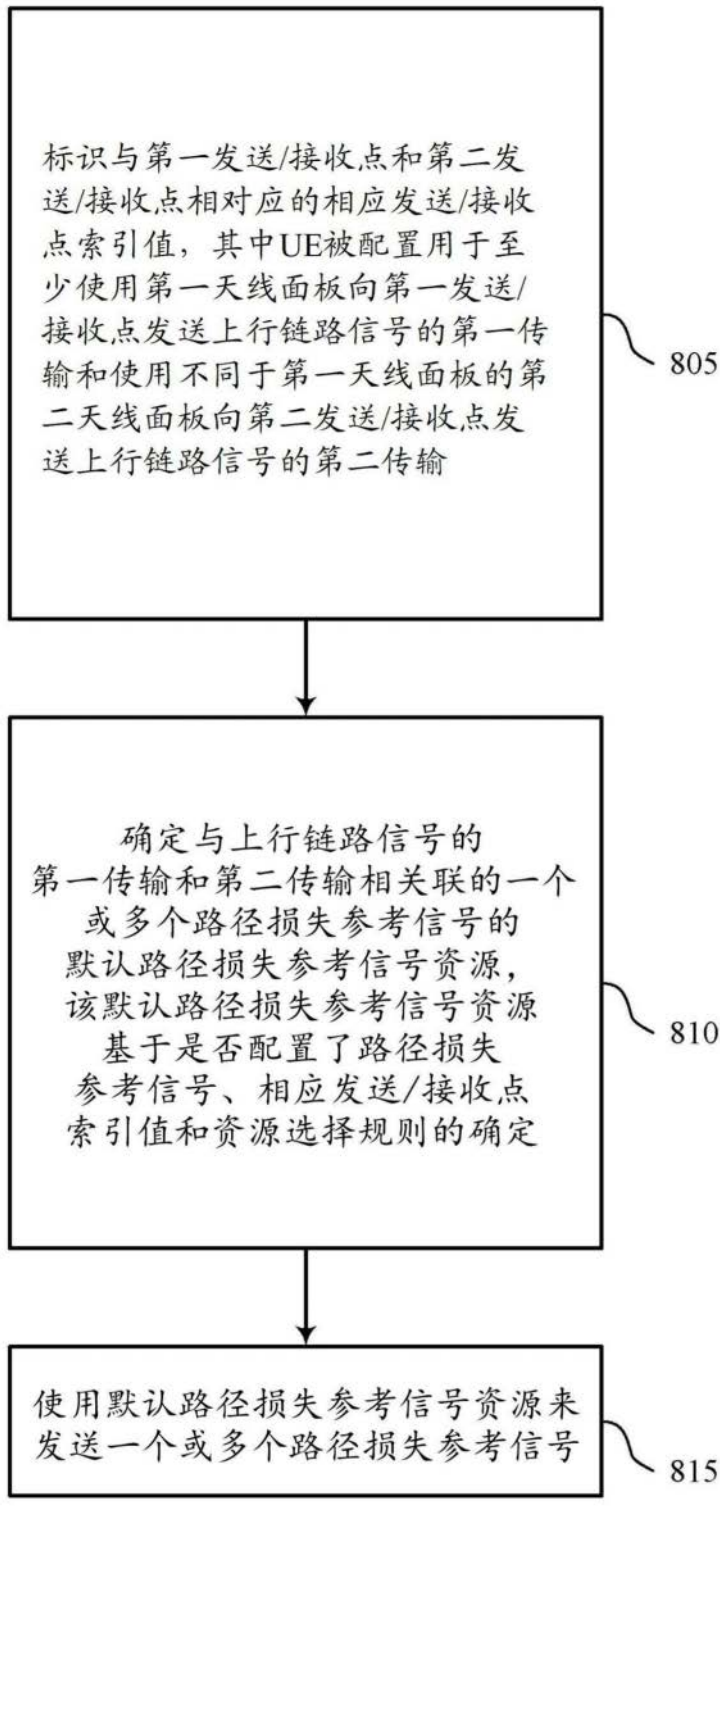 标识与第一发送/接收点和第二发
送/接收点相对应的相应发送/接收
点索引值，其中UE被配置用于至
少使用第一天线面板向第一发送/
接收点发送上行链路信号的第一传
输和使用不同于第一天线面板的第
二天线面板向第二发送/接收点发
送上行链路信号的第二传输
805
确定与上行链路信号的
第一传输和第二传输相关联的一个
或多个路径损失参考信号的
默认路径损失参考信号资源，
该默认路径损失参考信号资源
基于是否配置了路径损失
参考信号、相应发送/接收点
索引值和资源选择规则的确定
810
使用默认路径损失参考信号资源来
发送一个或多个路径损失参考信号
815